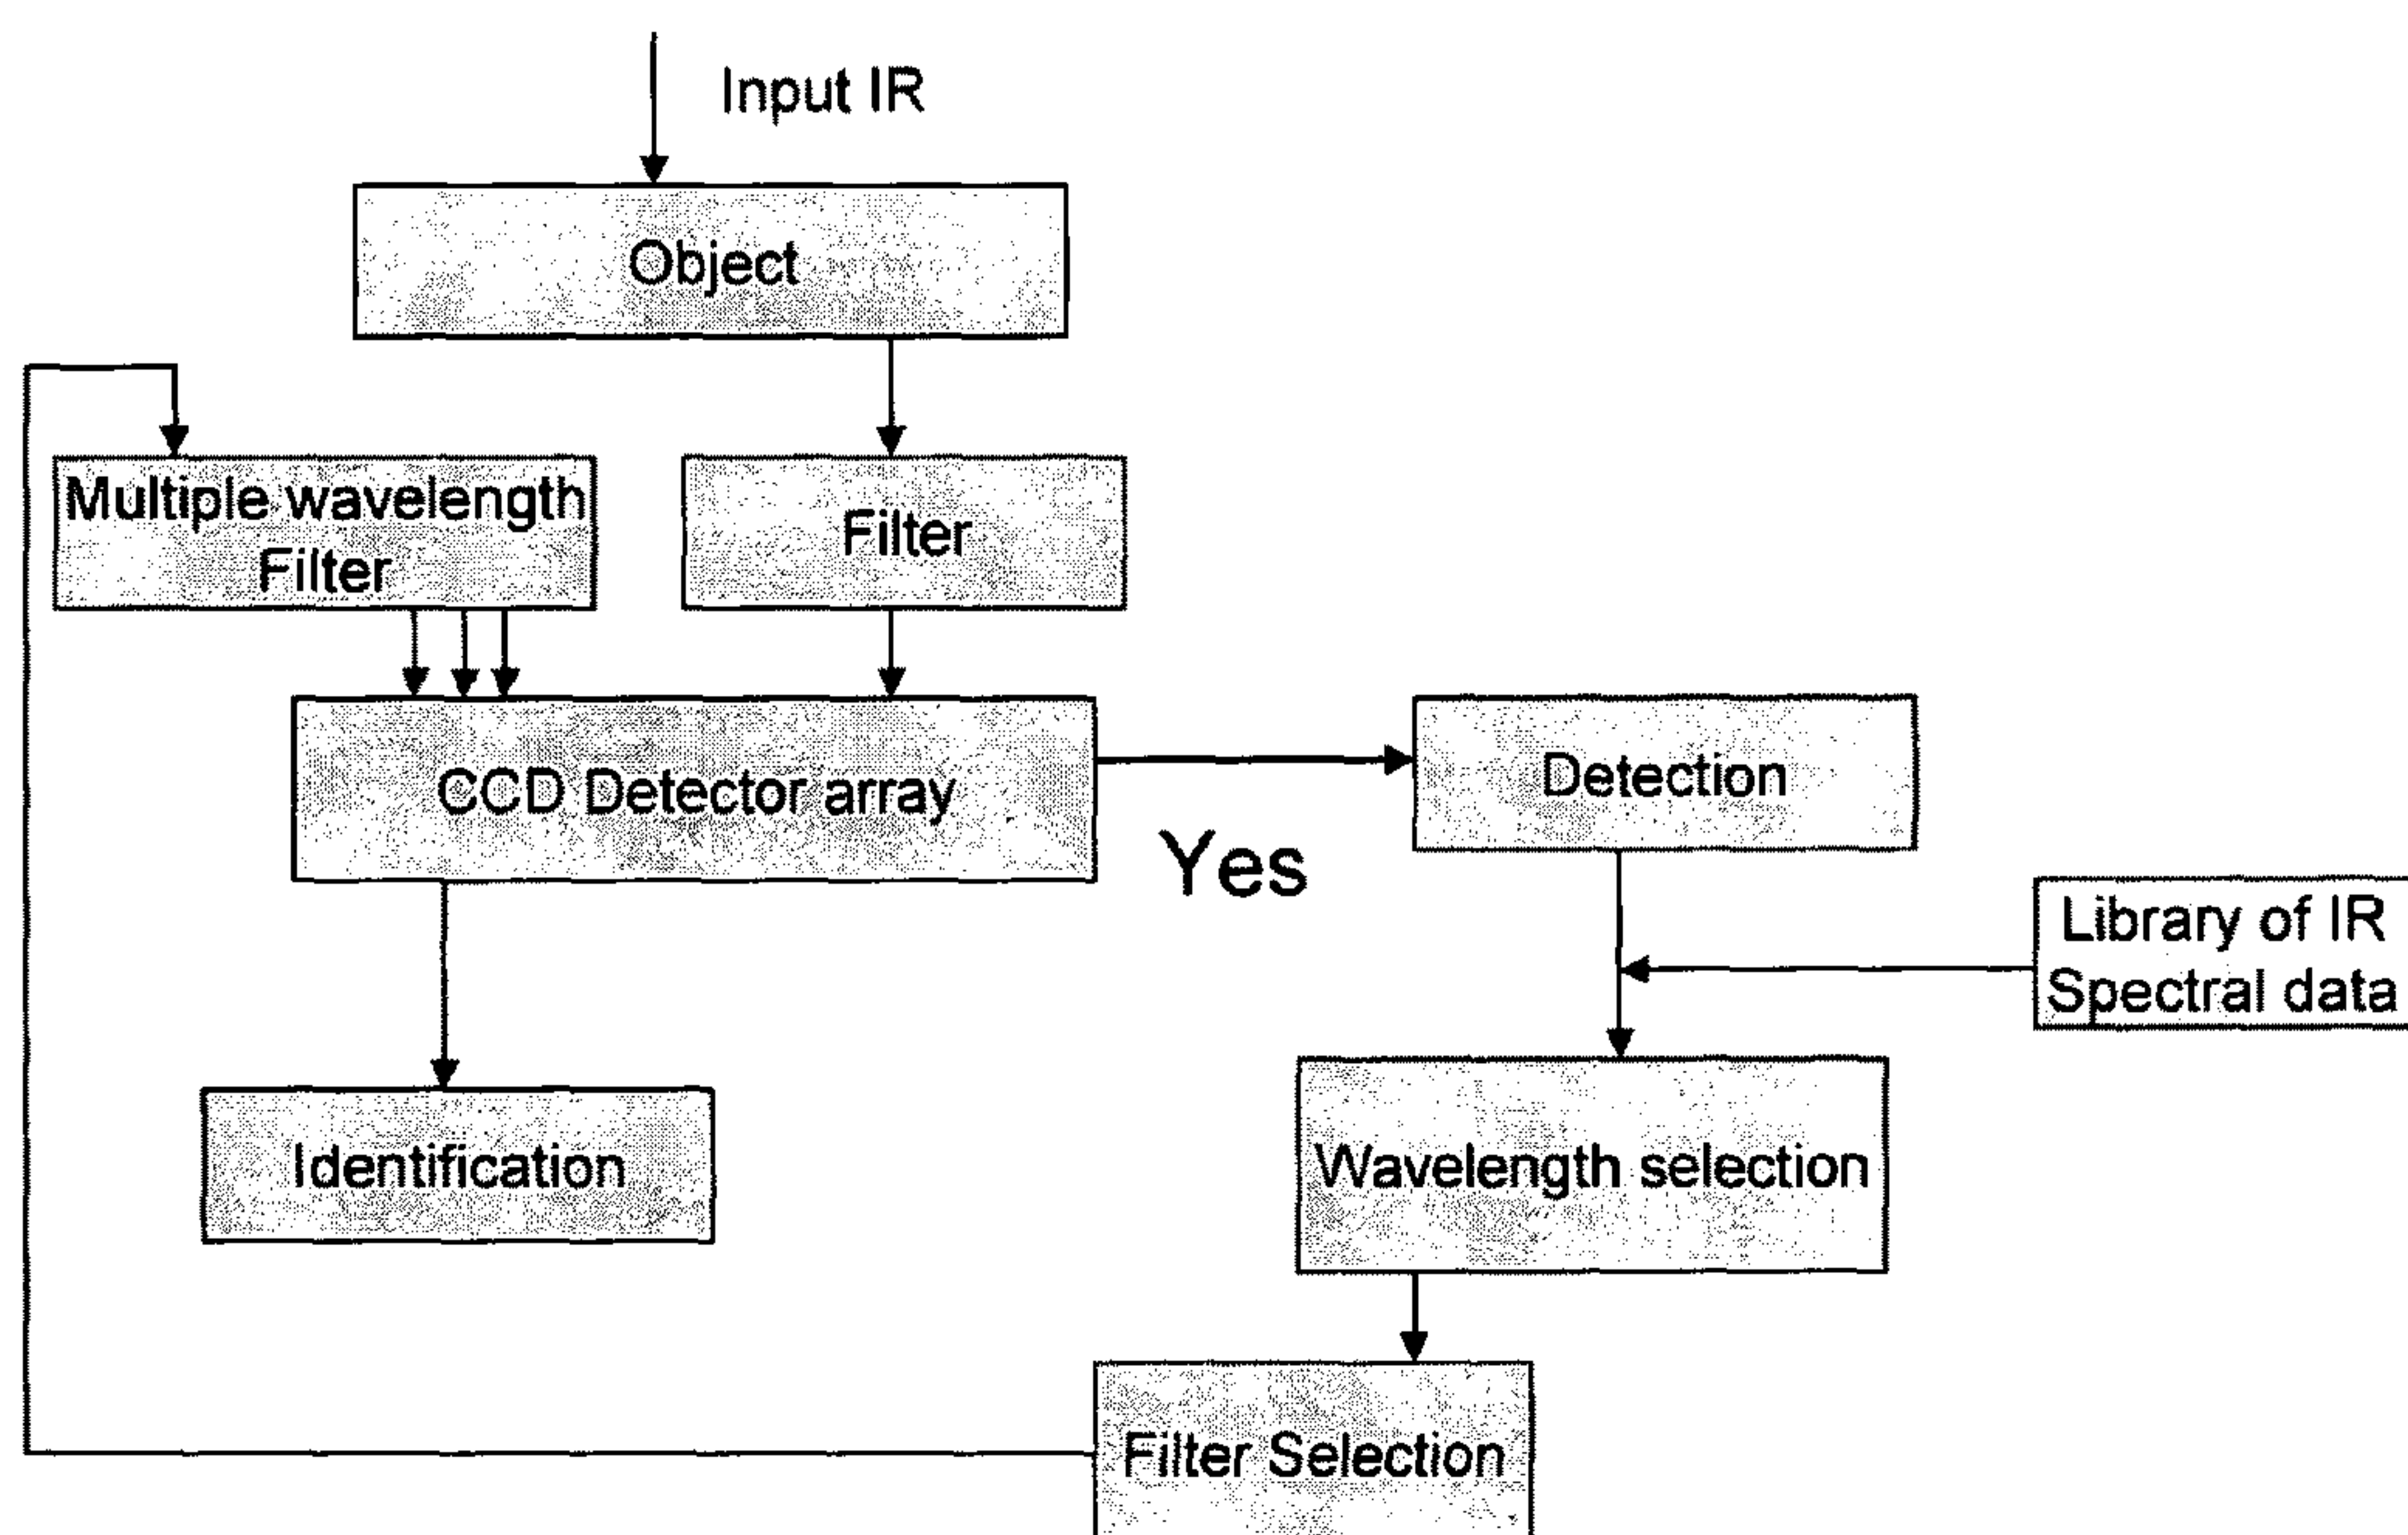 Input IR
Object
Multiple wavelength
Filter
Filter
CCD Detector array
Yes
Detection
Library of IR
Spectral data
Identification
Wavelength selection
Filter Selection